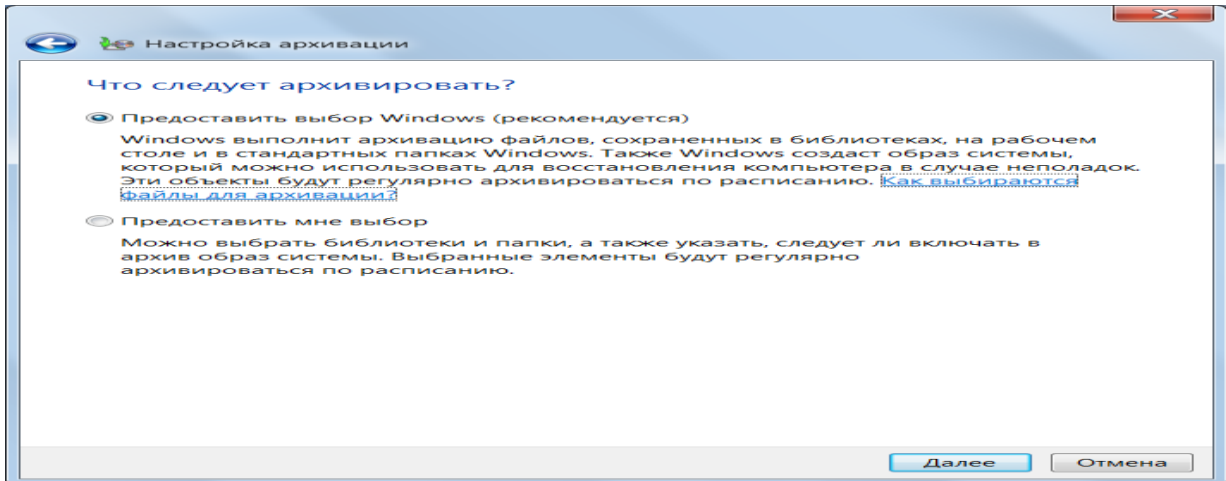 Настройка архивации
Что следует архивировать?
Предоставить выбор Windows (рекомендуется)
Windows выполнит архивацию файлов, сохраненных в библиотеках, на рабочем
столе и в стандартных папках Windows. Также Windows создаст образ системы,
который можно использовать для восстановления компьютера в случае неполадок.
Эти объекты будут регулярно архивироваться по расписанию. Как выбираются
файлы для архивации?
Предоставить мне выбор
Можно выбрать библиотеки и папки, а также указать, следует ли включать в
архив образ системы. Выбранные элементы будут регулярно
архивироваться по расписанию.
Далее Отмена